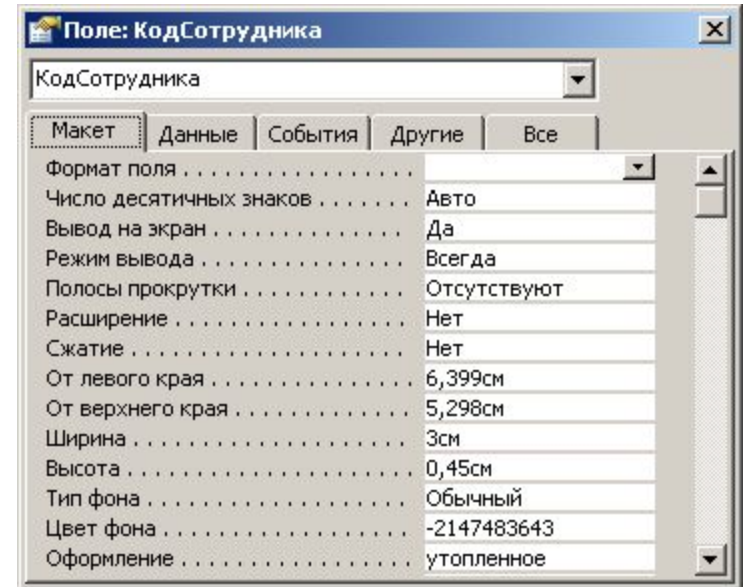 Поле: КодСотрудника
КодСотрудника
Макет Данные События Другие Все
Формат поля . . . . . . . . . . . . . . . . .
Число десятичных знаков . . . . . . . Авто
Вывод на экран . . . . . . . . . . . . . . Да
Режим вывода . . . . . . . . . . . . . . . Всегда
Полосы прокрутки . . . . . . . . . . . . Отсутствуют
Расширение . . . . . . . . . . . . . . . . . Нет
Сжатие . . . . . . . . . . . . . . . . . . . . Нет
От левого края . . . . . . . . . . . . . . 6,399см
От верхнего края . . . . . . . . . . . . . 5,298см
Ширина . . . . . . . . . . . . . . . . . . . . 3см
Высота . . . . . . . . . . . . . . . . . . . . 0,45см
Тип фона . . . . . . . . . . . . . . . . . . Обычный
Цвет фона . . . . . . . . . . . . . . . . . -2147483643
Оформление . . . . . . . . . . . . . . . . утопленное